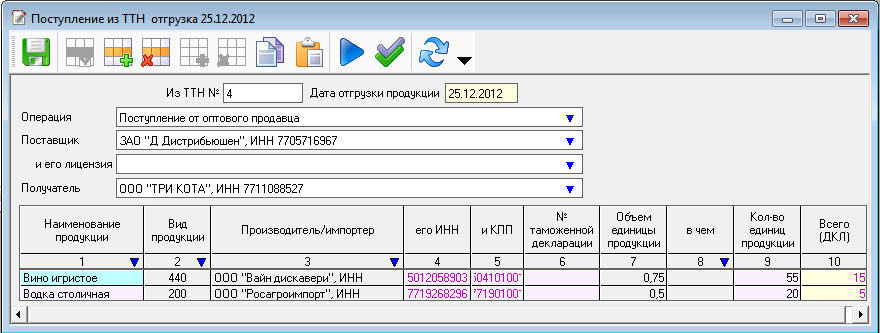 Поступление из ТТН отгрузка 25.12.2012
Из ТТН № 4 Дата отгрузки продукции 25.12.2012
Операция Поступление от оптового продавца
Поставщик ЗАО "Д Дистрибьюшен", ИНН 7705716967
и его лицензия
Получатель ООО "ТРИ КОТА", ИНН 7711088527
Наименование продукции Вид продукции Производитель/импортер его ИНН и КПП № таможенной декларации Объем единицы продукции в чем Кол-во единиц продукции Всего (ДКЛ)
1 2 3 4 5 6 7 8 9 10
Вино игристое 440 ООО "Вайн дискавери", ИНН 5012058903 0,75 55 15
Водка столичная 200 ООО "Росагроимпорт", ИНН 7719268296 0,5 20 5